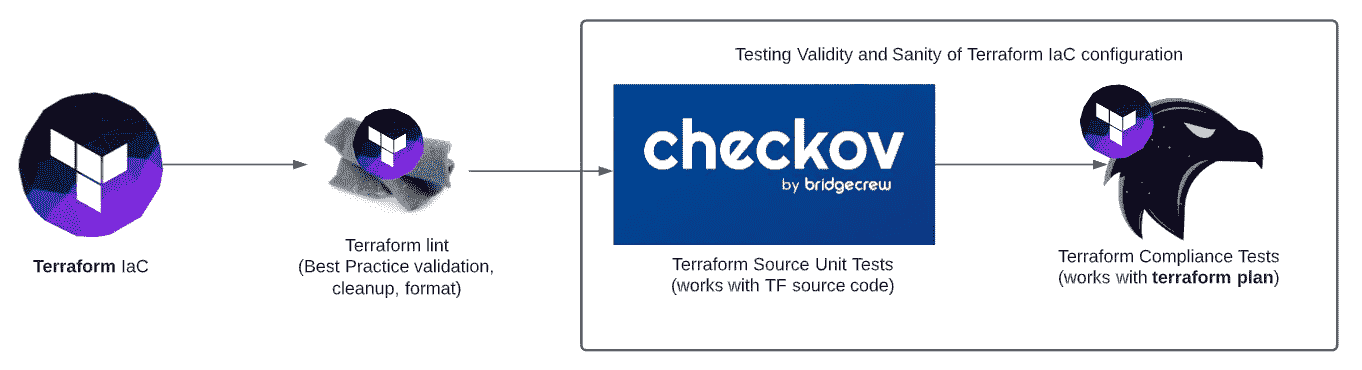 Testing Validity and Sanity of Terraform IaC configuration
Terraform IaC
Terraform lint
(Best Practice validation,
cleanup, format)
checkov
by bridgecrew
Terraform Source Unit Tests
(works with TF source code)
Terraform Compliance Tests
(works with terraform plan)